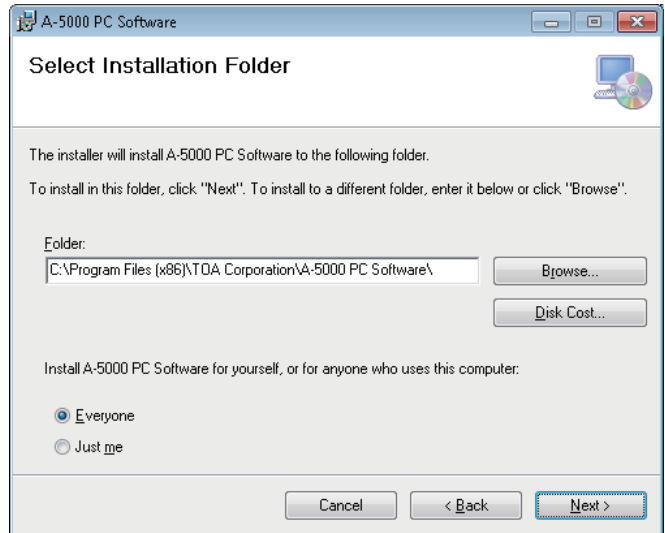 A-5000 PC Software
Select Installation Folder
The installer will install A-5000 PC Software to the following folder.
To install in this folder, click "Next". To install to a different folder, enter it below or click "Browse".
Folder:
C:\Program Files (x86)\TOA Corporation\A-5000 PC Software\
Browse...
Disk Cost...
Install A-5000 PC Software for yourself, or for anyone who uses this computer:
Everyone
Just me
Cancel
< Back
Next >